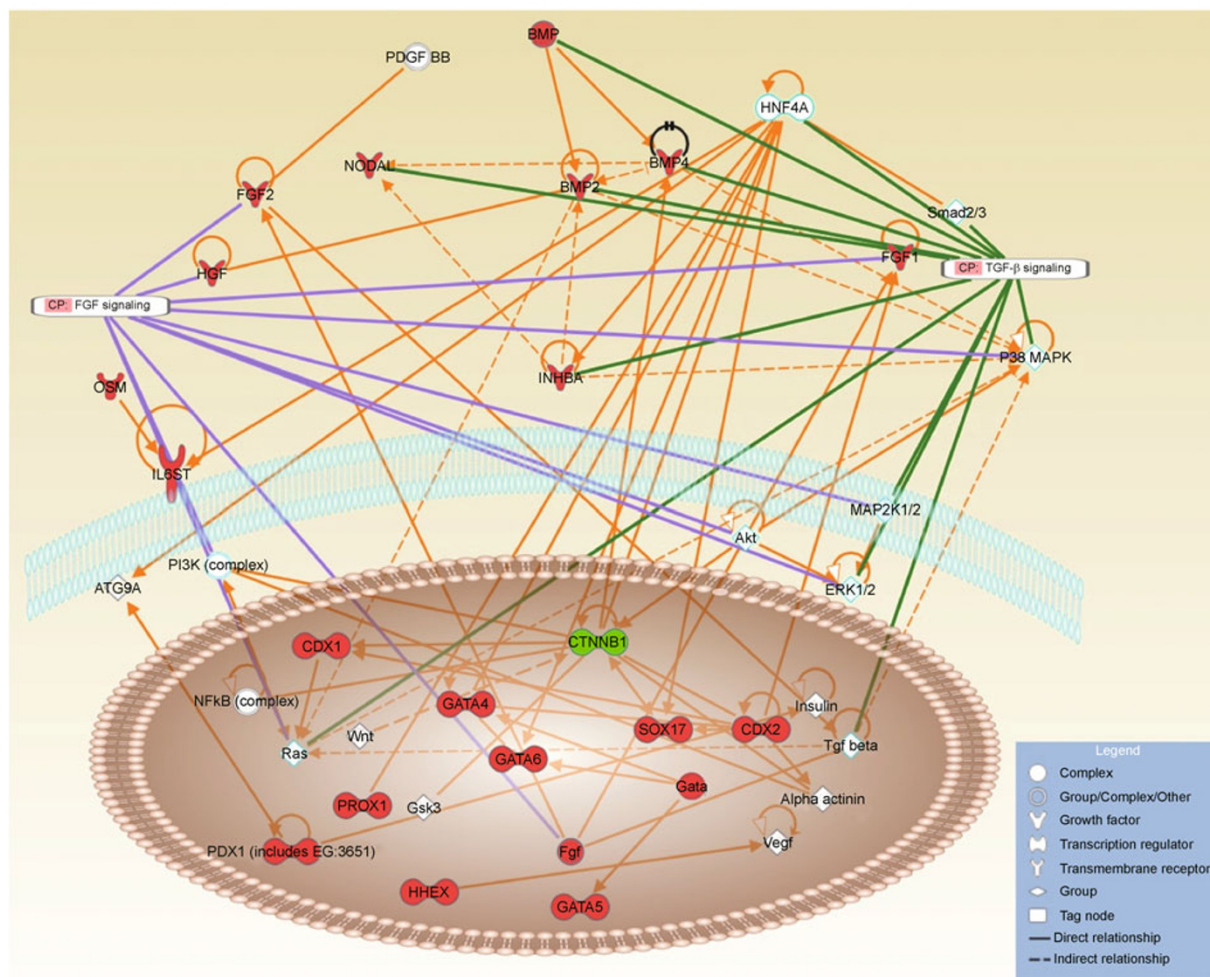 BMP
PDGF BB
HNF4A
NODAL
BMP4
BMP2
FGF2
Smad2/3
FGF1
HGF
CP: TGF-β signaling
CP: FGF signaling
P38 MAPK
INHBA
OSM
IL6ST
MAP2K1/2
Akt
PI3K (complex)
ATG9A
ERK1/2
CTNNB1
CDX1
NFkB (complex)
GATA4
Insulin
SOX17
CDX2
Wnt
Ras
Tgf beta
GATA6
Gata
Alpha actinin
PROX1
Gsk3
Vegf
PDX1 (includes EG:3651)
Fgf
HHEX
GATA5
Legend
Complex
Group/Complex/Other
Growth factor
Transcription regulator
Transmembrane receptor
Group
Tag node
Direct relationship
Indirect relationship